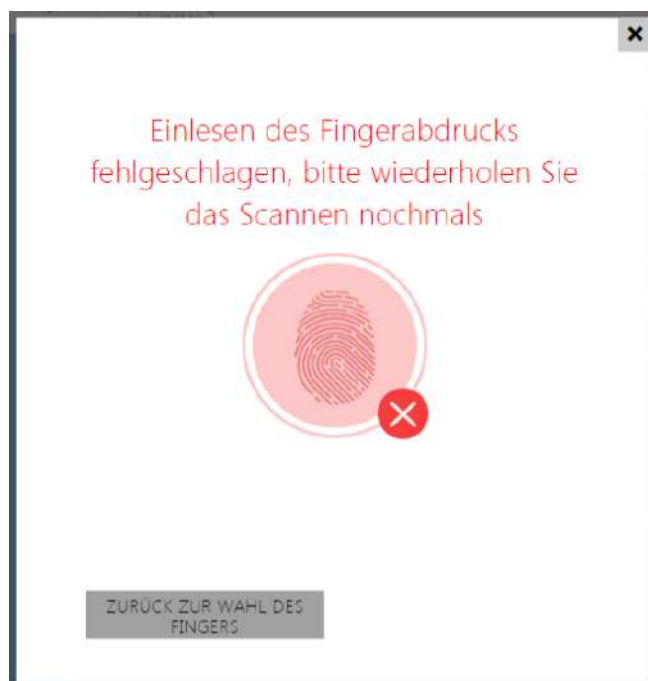 Einlesen des Fingerabdrucks
fehlgeschlagen, bitte wiederholen Sie
das Scannen nochmals
ZURÜCK ZUR WAHL DES
FINGERS